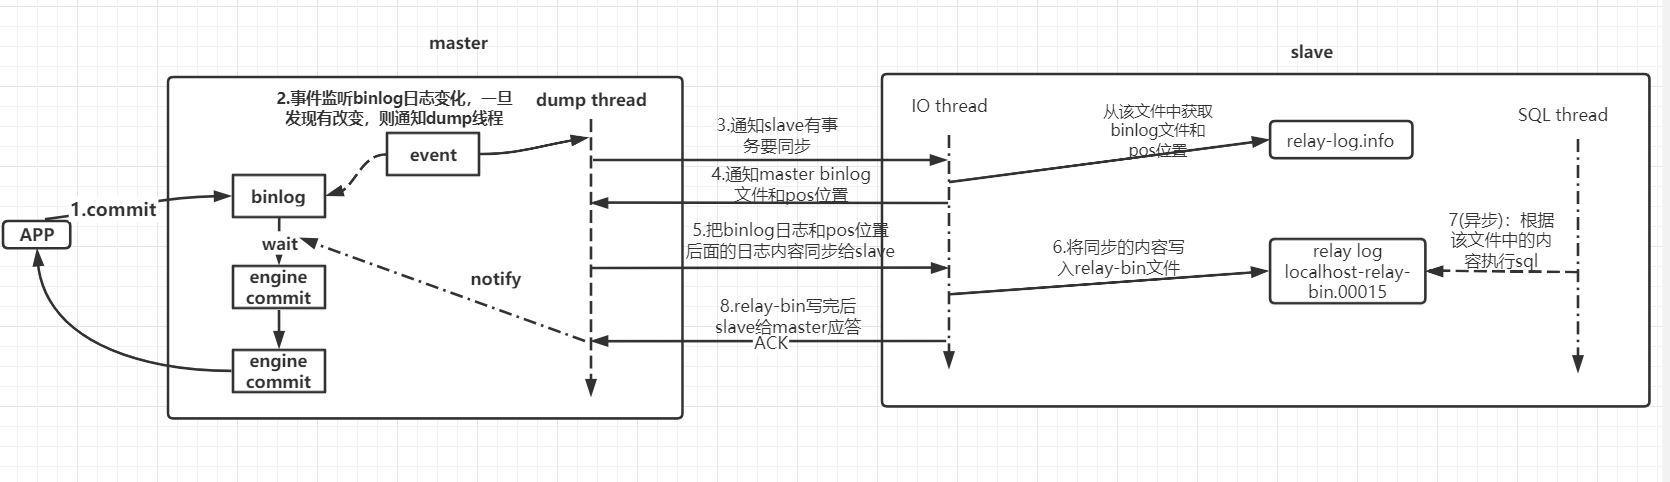 master
slave
2.事件监听binlog日志变化，一旦
发现有改变，则通知dump线程
dump thread
event
binlog
1.commit
APP
wait
engine
commit
engine
commit
notify
3.通知slave有事
务要同步
4.通知master binlog
文件和pos位置
5.把binlog日志和pos位置
后面的日志内容同步给slave
8.relay-bin写完后
slave给master应答
ACK
IO thread
从该文件中获取
binlog文件和
pos位置
relay-log.info
SQL thread
6.将同步的内容写
入relay-bin文件
relay log
localhost-relay-
bin.00015
7(异步)：根据
该文件中的内
容执行sql